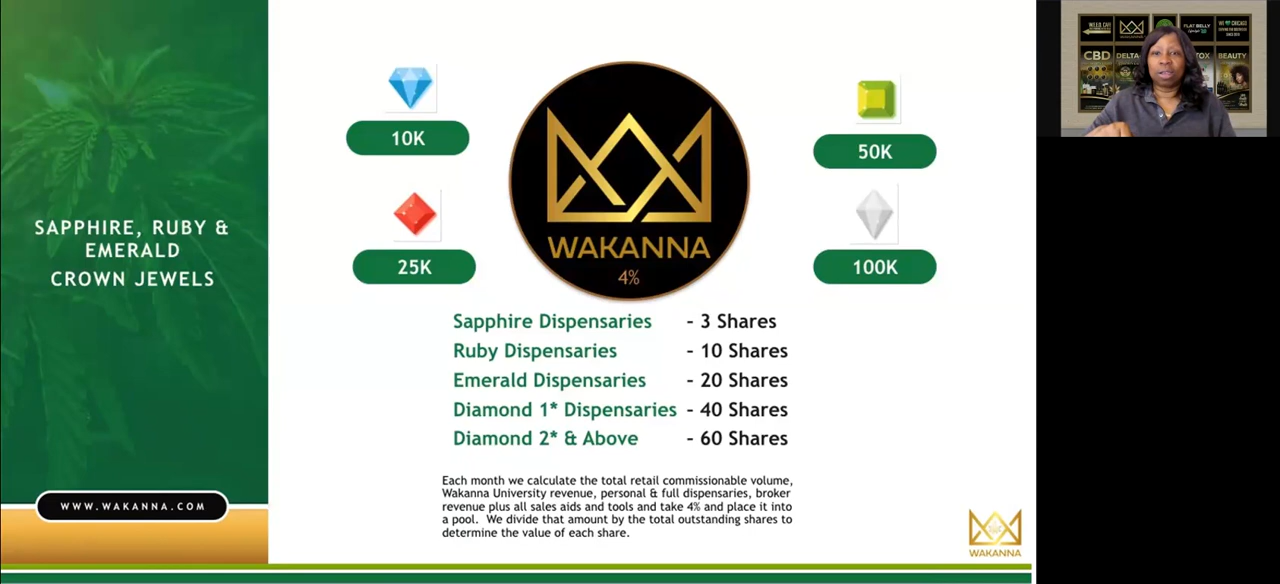 SAPPHIRE, RUBY &
EMERALD
CROWN JEWELS
WWW.WAKANNA.COM
10K
25K
WAKANNA
4%
50K
100K
Sapphire Dispensaries - 3 Shares
Ruby Dispensaries - 10 Shares
Emerald Dispensaries - 20 Shares
Diamond 1* Dispensaries - 40 Shares
Diamond 2* & Above - 60 Shares
Each month we calculate the total retail commissionable volume,
Wakanna University revenue, personal & full dispensaries, broker
revenue plus all sales aids and tools and take 4% and place it into
a pool. We divide that amount by the total outstanding shares to
determine the value of each share.
WAKANNA
FLAT BELLY
CBD
BEAUTY